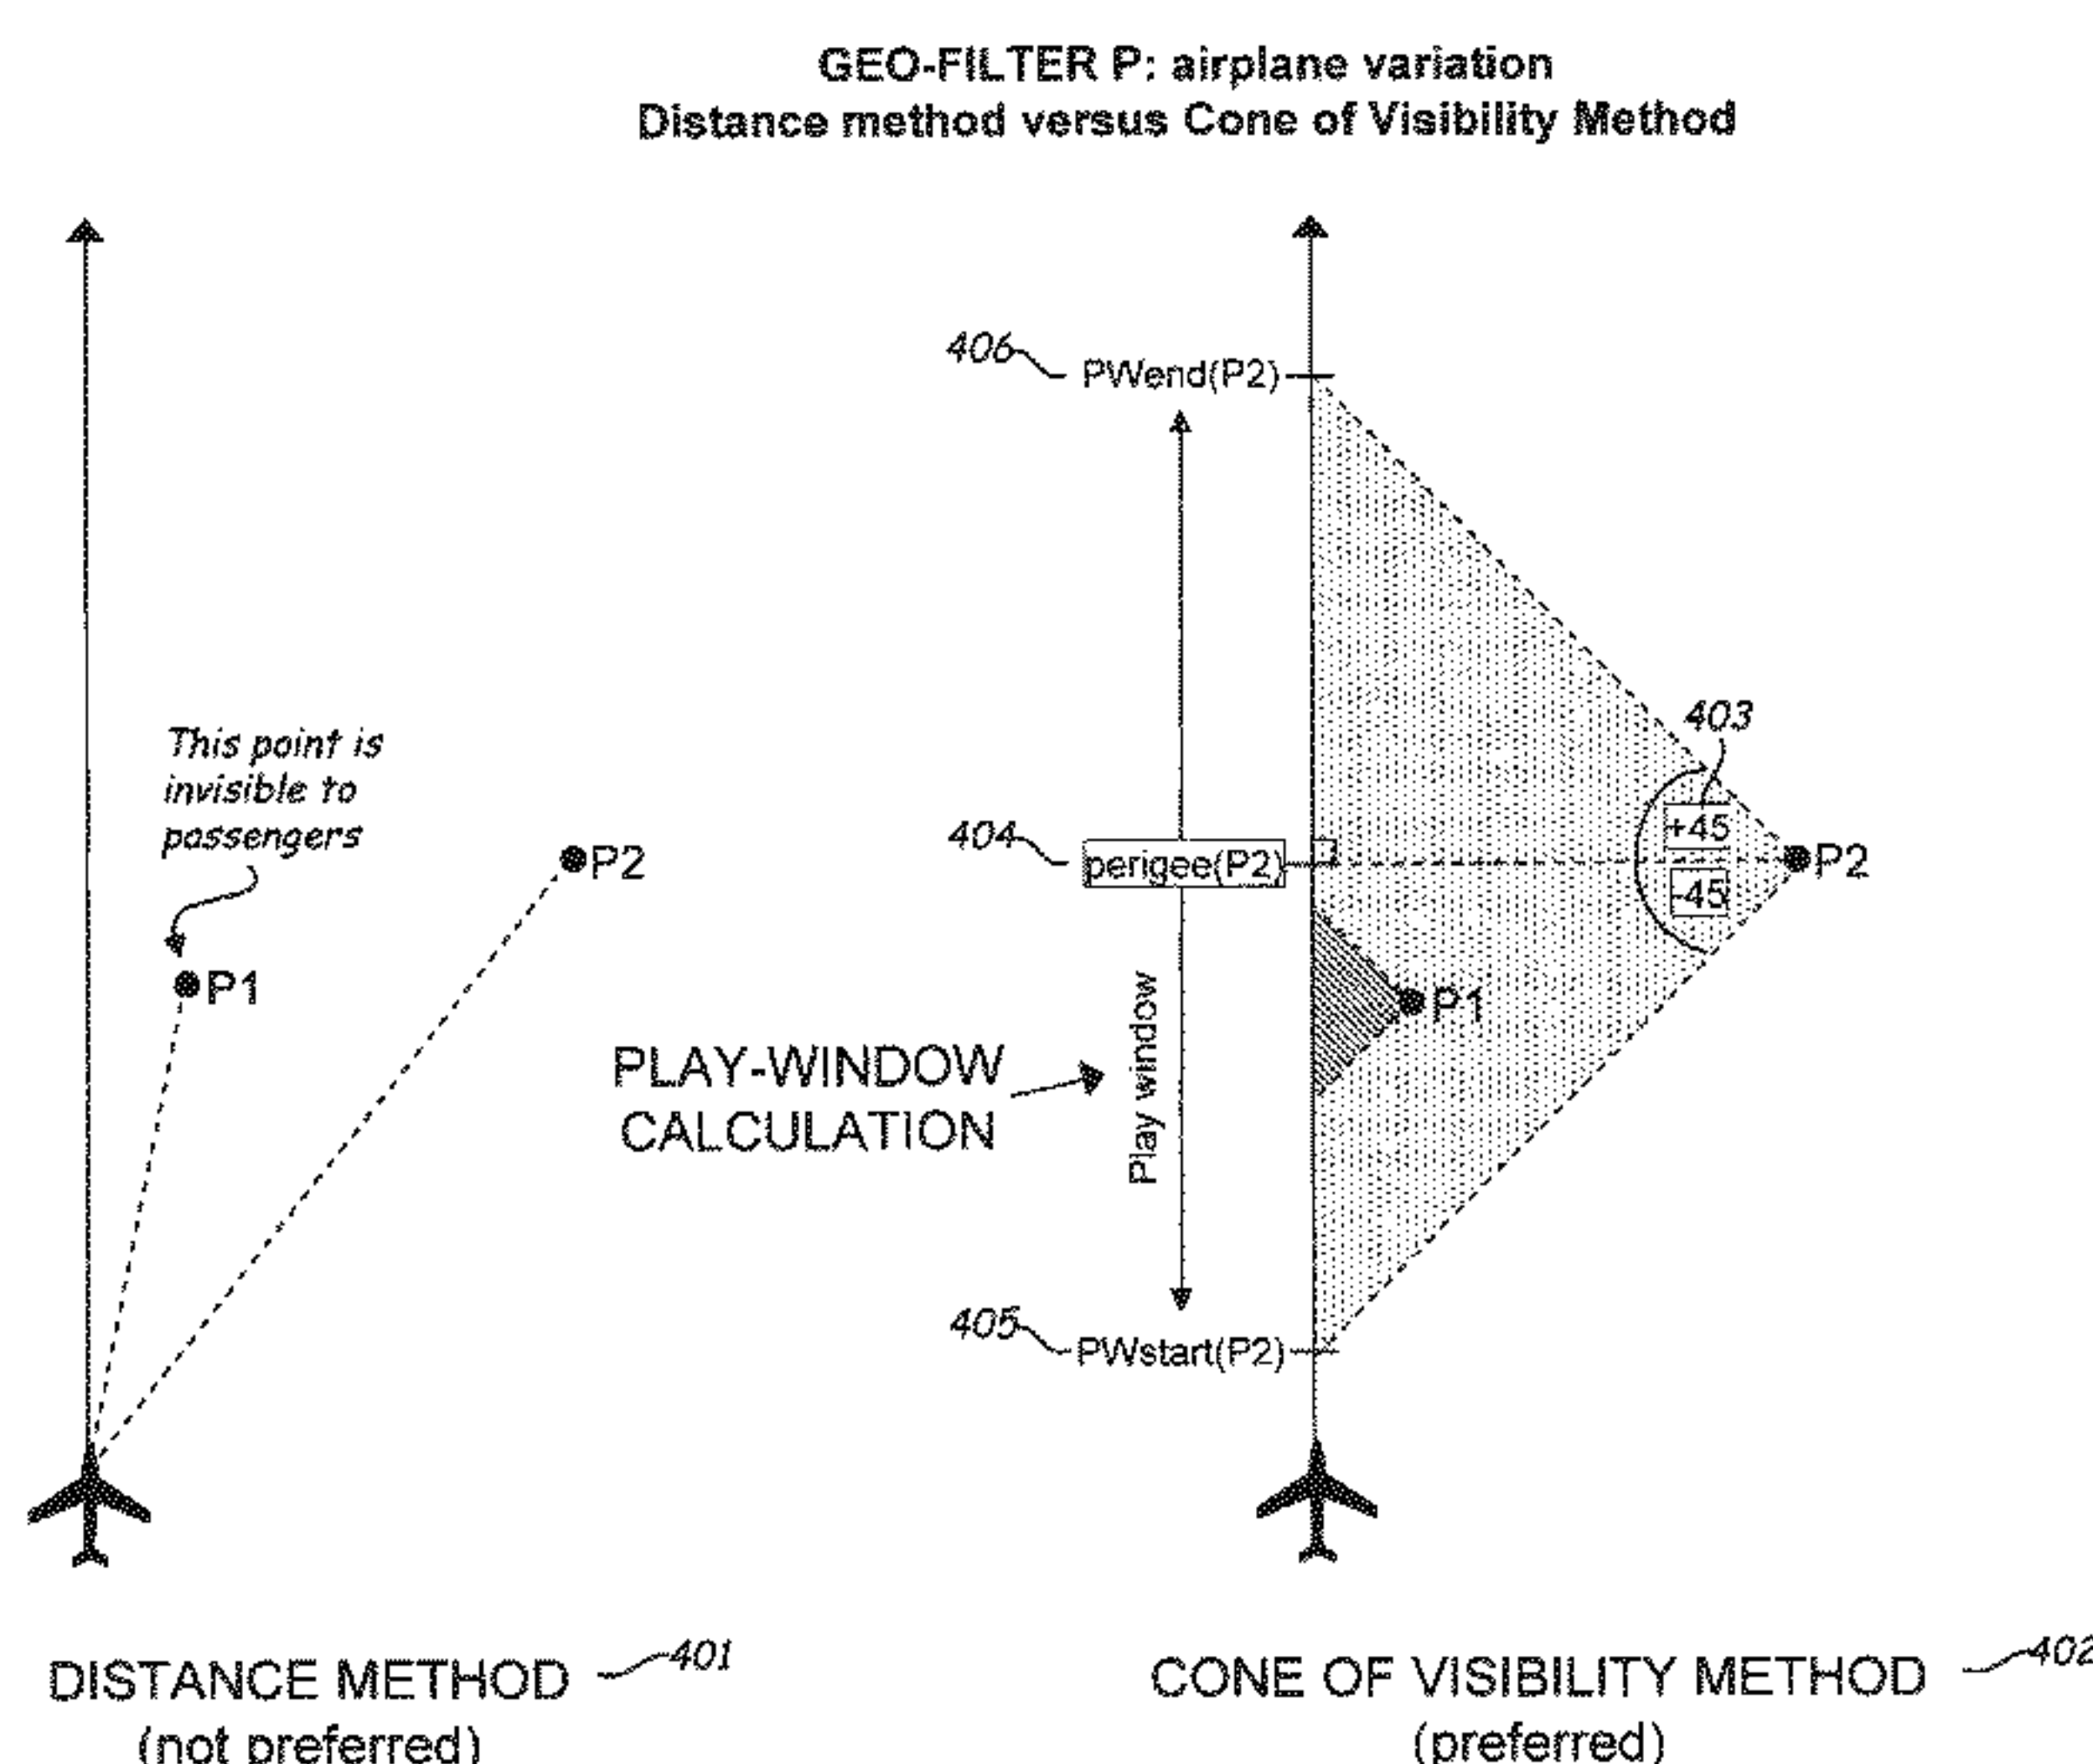 GEO-FILTER P: airplane variation
Distance method versus Cone of Visibility Method
This point is
invisible to
passengers
P2
P1
PLAY-WINDOW
CALCULATION
406
PWend(P2)
403
+45
-45
404
perigee(P2)
P2
P1
Play window
405
PWstart(P2)
DISTANCE METHOD
(not preferred)
401
CONE OF VISIBILITY METHOD
(preferred)
402